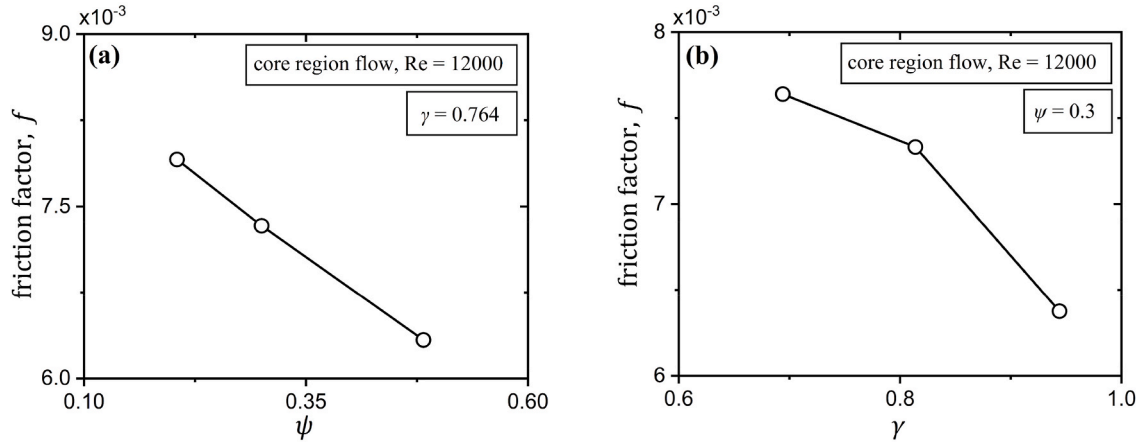 ×10⁻³
9.0
(a)
core region flow, Re = 12000
γ = 0.764
friction factor, f
7.5
6.0
0.10
0.35
0.60
ψ
×10⁻³
8
(b)
core region flow, Re = 12000
ψ = 0.3
friction factor, f
7
6
0.6
0.8
1.0
γ